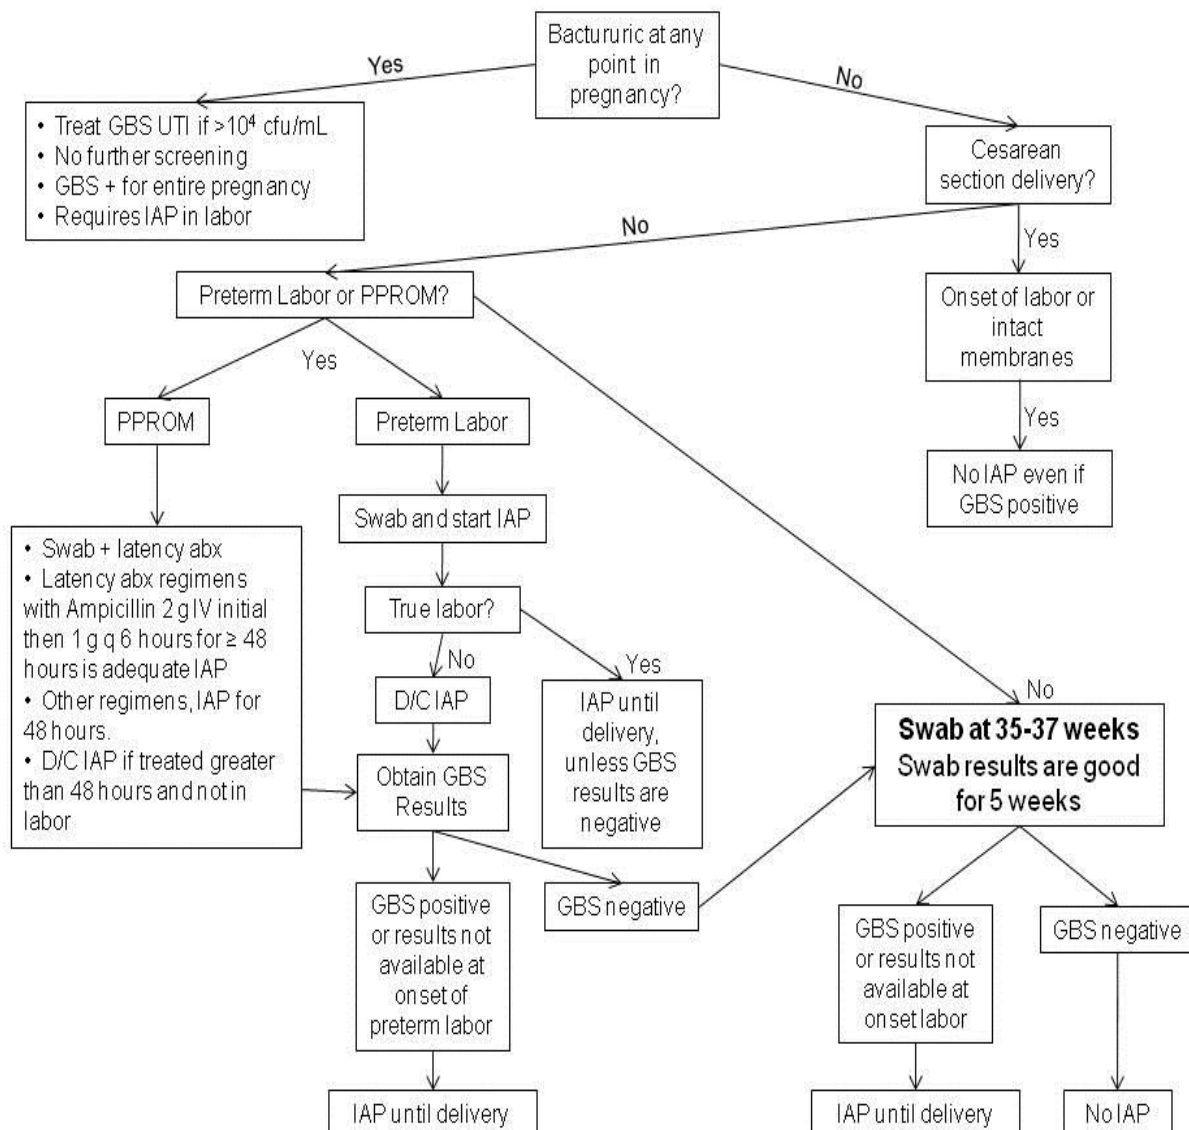 Bactururic at any
point in
pregnancy?
Yes
No
• Treat GBS UTI if >10⁴ cfu/mL
• No further screening
• GBS + for entire pregnancy
• Requires IAP in labor
Cesarean
section delivery?
No
Yes
Preterm Labor or PPROM?
Onset of labor or
intact
membranes
Yes
Yes
PPROM
Preterm Labor
No IAP even if
GBS positive
Swab and start IAP
• Swab + latency abx
• Latency abx regimens
with Ampicillin 2 g IV initial
then 1 g q 6 hours for ≥ 48
hours is adequate IAP
• Other regimens, IAP for
48 hours.
• D/C IAP if treated greater
than 48 hours and not in
labor
True labor?
No
Yes
D/C IAP
IAP until
delivery,
unless GBS
results are
negative
No
Swab at 35-37 weeks
Swab results are good
for 5 weeks
Obtain GBS
Results
GBS positive
or results not
available at
onset of
preterm labor
GBS negative
GBS positive
or results not
available at
onset labor
GBS negative
IAP until delivery
IAP until delivery
No IAP